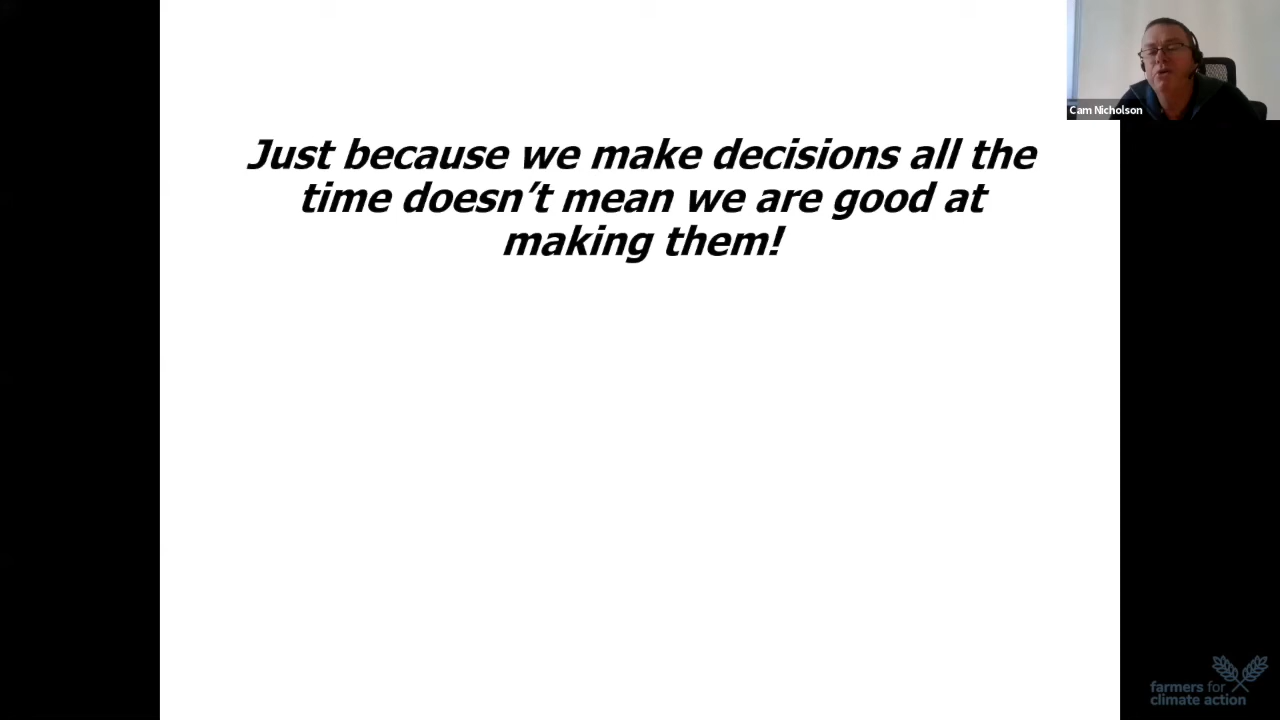 Cam Nicholson
Just because we make decisions all the
time doesn’t mean we are good at
making them!
farmers for
climate action